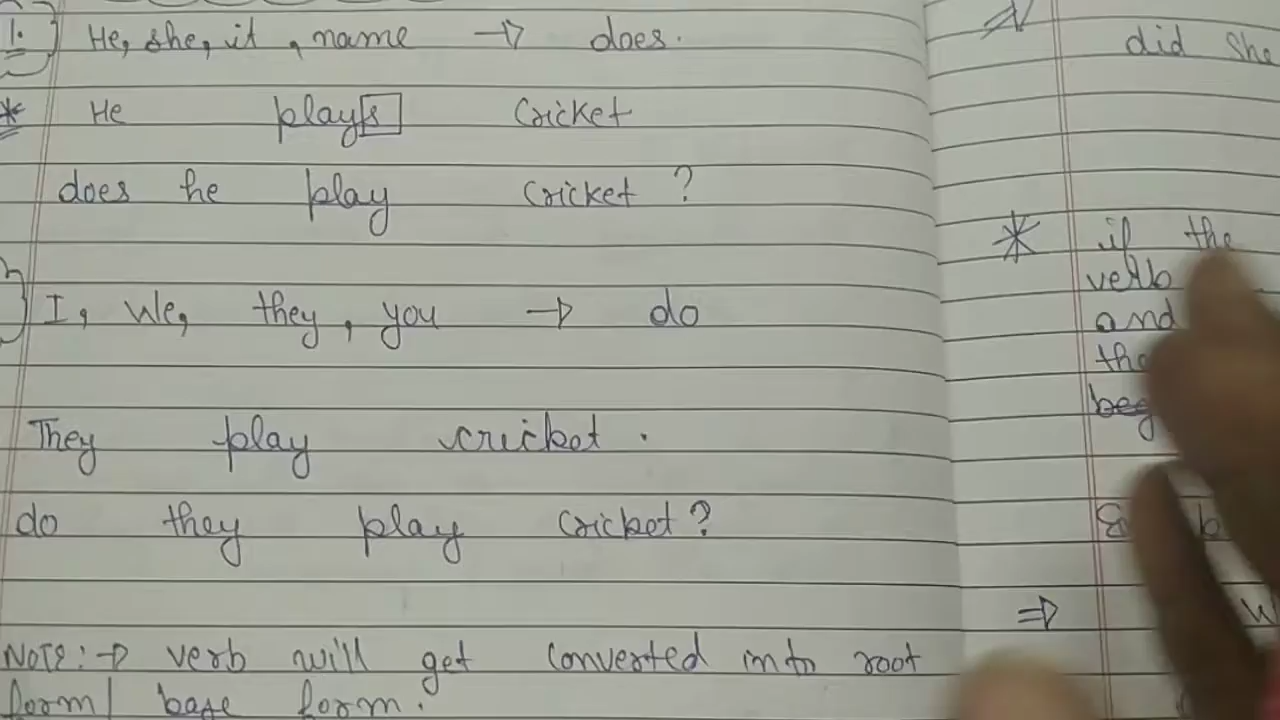 1. He, she, it, name → does.
* He plays cricket
does he play cricket ?
I, We, they, you → do
They play cricket.
do they play cricket ?
NOTE: → verb will get converted into root
form/ base form.
did she
* if the
verb
and
⇒